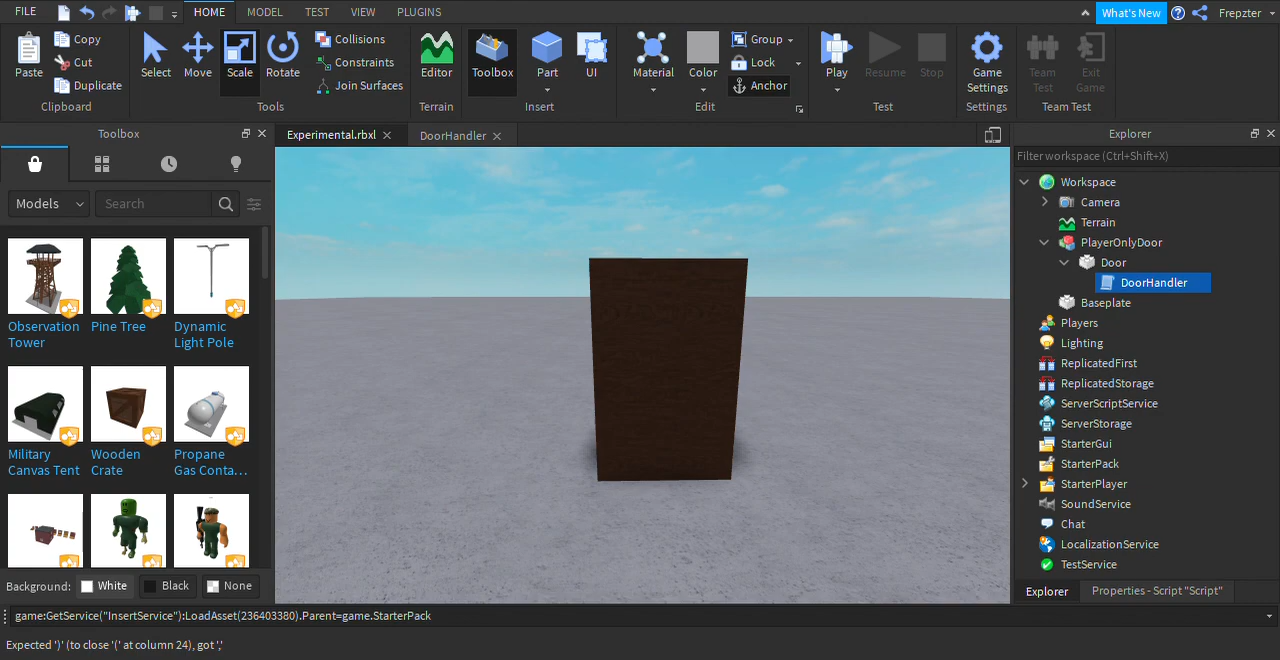 FILE
HOME
MODEL
TEST
VIEW
PLUGINS
What's New
Frepzter
Paste
Copy
Cut
Duplicate
Clipboard
Select
Move
Scale
Rotate
Collisions
Constraints
Join Surfaces
Tools
Editor
Terrain
Toolbox
Part
UI
Insert
Material
Color
Group
Lock
Anchor
Edit
Play
Resume
Stop
Test
Game
Settings
Settings
Team
Test
Exit
Game
Team Test
Toolbox
Models
Search
Observation
Tower
Pine Tree
Dynamic
Light Pole
Military
Canvas Tent
Wooden
Crate
Propane
Gas Conta...
Background:
White
Black
None
Experimental.rbxl
DoorHandler
Explorer
Filter workspace (Ctrl+Shift+X)
Workspace
Camera
Terrain
PlayerOnlyDoor
Door
DoorHandler
Baseplate
Players
Lighting
ReplicatedFirst
ReplicatedStorage
ServerScriptService
ServerStorage
StarterGui
StarterPack
StarterPlayer
SoundService
Chat
LocalizationService
TestService
Explorer
Properties - Script "Script"
game:GetService("InsertService"):LoadAsset(236403380).Parent=game.StarterPack
Expected ')' (to close '(' at column 24), got ','